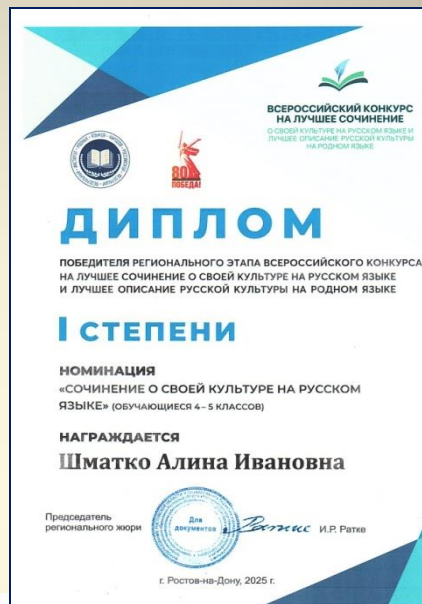 ВСЕРОССИЙСКИЙ КОНКУРС
НА ЛУЧШЕЕ СОЧИНЕНИЕ
О СВОЕЙ КУЛЬТУРЕ НА РУССКОМ ЯЗЫКЕ И
ЛУЧШЕЕ ОПИСАНИЕ РУССКОЙ КУЛЬТУРЫ
НА РОДНОМ ЯЗЫКЕ
80
ПОБЕДА!
ДИПЛОМ
ПОБЕДИТЕЛЯ РЕГИОНАЛЬНОГО ЭТАПА ВСЕРОССИЙСКОГО КОНКУРСА
НА ЛУЧШЕЕ СОЧИНЕНИЕ О СВОЕЙ КУЛЬТУРЕ НА РУССКОМ ЯЗЫКЕ
И ЛУЧШЕЕ ОПИСАНИЕ РУССКОЙ КУЛЬТУРЫ НА РОДНОМ ЯЗЫКЕ
I СТЕПЕНИ
НОМИНАЦИЯ
«СОЧИНЕНИЕ О СВОЕЙ КУЛЬТУРЕ НА РУССКОМ
ЯЗЫКЕ» (ОБУЧАЮЩИЕСЯ 4 – 5 КЛАССОВ)
НАГРАЖДАЕТСЯ
Шматко Алина Ивановна
Председатель
регионального жюри
Для
документов
И.Р. Ратке
г. Ростов-на-Дону, 2025 г.